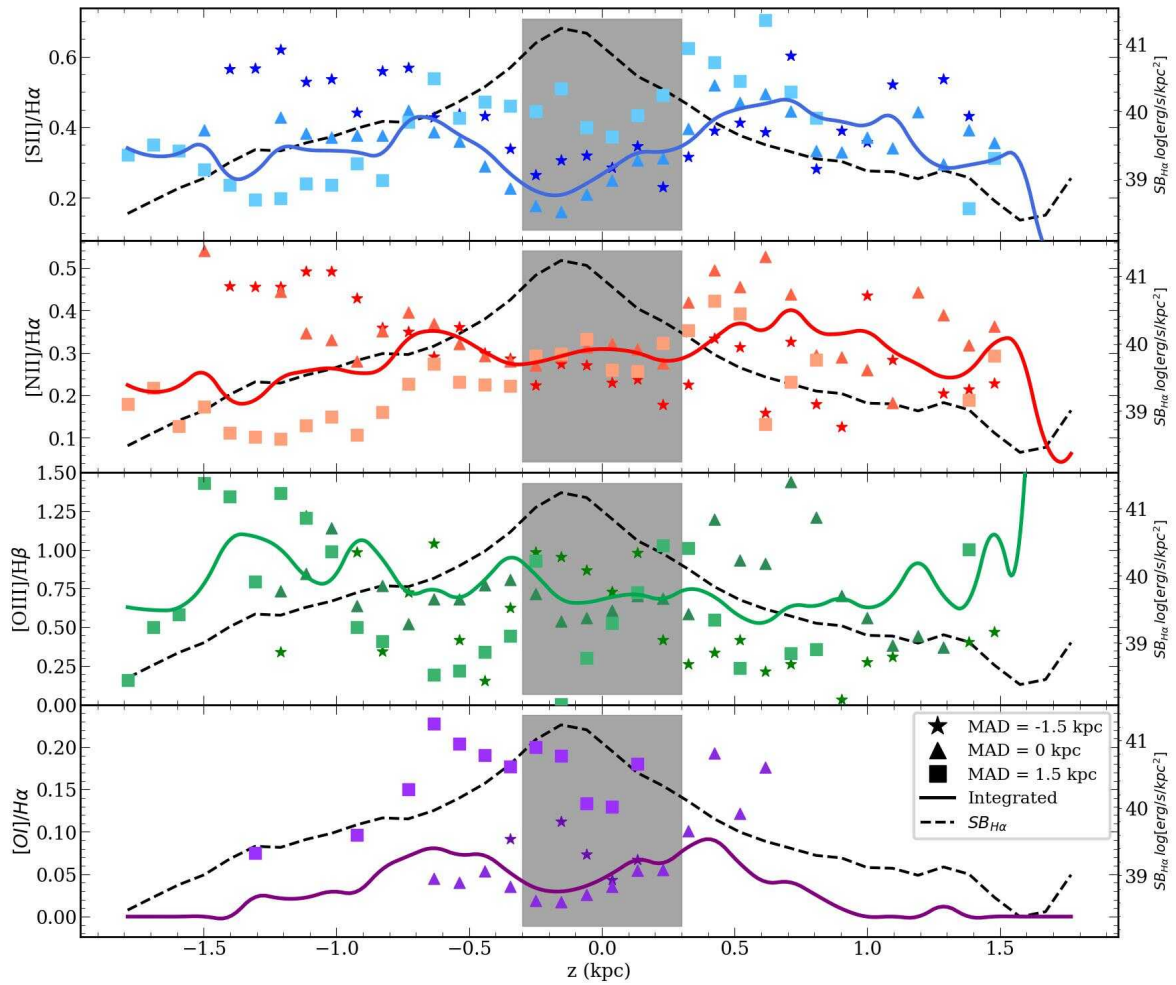 0.6
0.4
0.2
[SII]/Hα
41
40
39
SB_Hα log[erg/s/kpc²]
0.5
0.4
0.3
0.2
0.1
[NII]/Hα
41
40
39
SB_Hα log[erg/s/kpc²]
1.50
1.25
1.00
0.75
0.50
0.25
0.00
[OIII]/Hβ
41
40
39
SB_Hα log[erg/s/kpc²]
0.20
0.15
0.10
0.05
0.00
[OI]/Hα
41
40
39
SB_Hα log[erg/s/kpc²]
MAD = -1.5 kpc
MAD = 0 kpc
MAD = 1.5 kpc
Integrated
SB_Hα
−1.5 −1.0 −0.5 0.0 0.5 1.0 1.5
z (kpc)